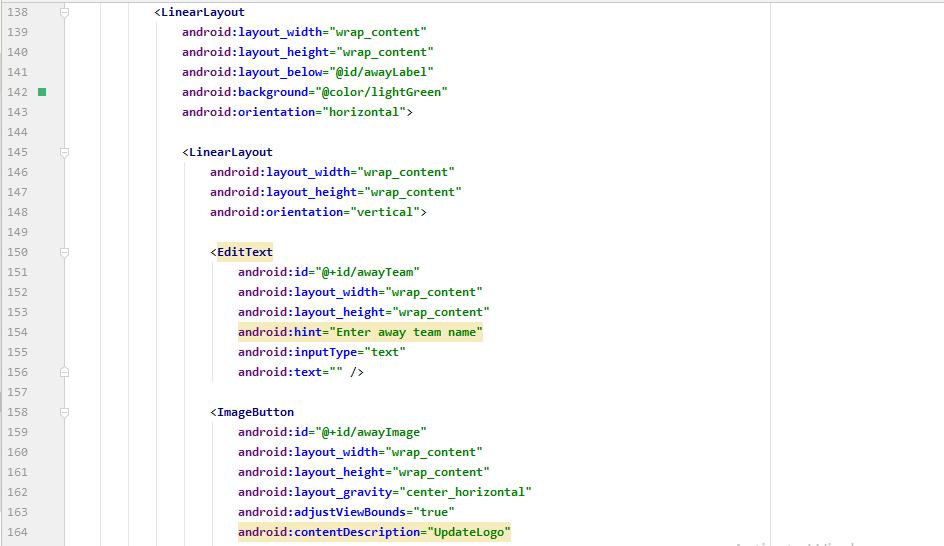 138 <LinearLayout
139 android:layout_width="wrap_content"
140 android:layout_height="wrap_content"
141 android:layout_below="@id/awayLabel"
142 android:background="@color/lightGreen"
143 android:orientation="horizontal">
144
145 <LinearLayout
146 android:layout_width="wrap_content"
147 android:layout_height="wrap_content"
148 android:orientation="vertical">
149
150 <EditText
151 android:id="@+id/awayTeam"
152 android:layout_width="wrap_content"
153 android:layout_height="wrap_content"
154 android:hint="Enter away team name"
155 android:inputType="text"
156 android:text="" />
157
158 <ImageButton
159 android:id="@+id/awayImage"
160 android:layout_width="wrap_content"
161 android:layout_height="wrap_content"
162 android:layout_gravity="center_horizontal"
163 android:adjustViewBounds="true"
164 android:contentDescription="UpdateLogo"